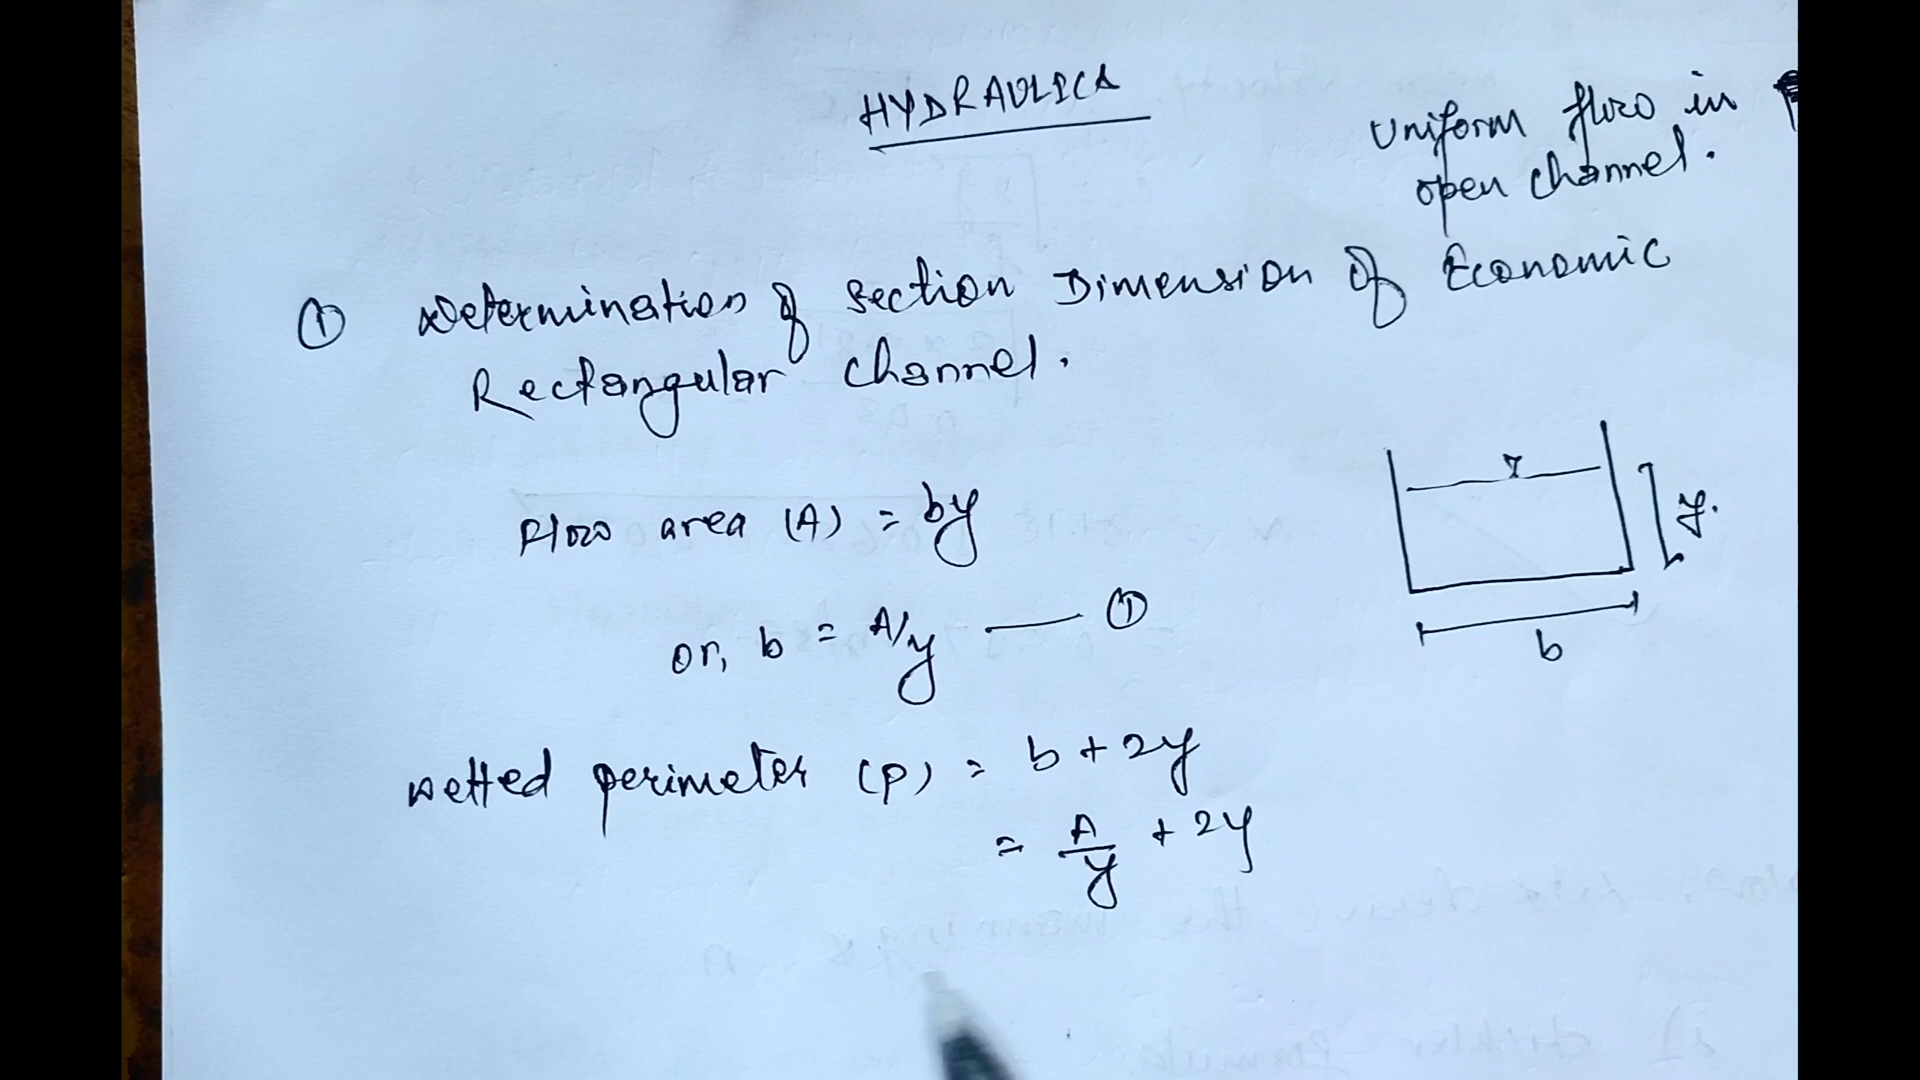 HYDRAULICS
Uniform flow in
open channel.
① Determination of section Dimension of Economic
Rectangular channel.
Flow area (A) = by
or, b = A/y —— ①
y.
b
wetted perimeter (P) = b + 2y
= A/y + 2y